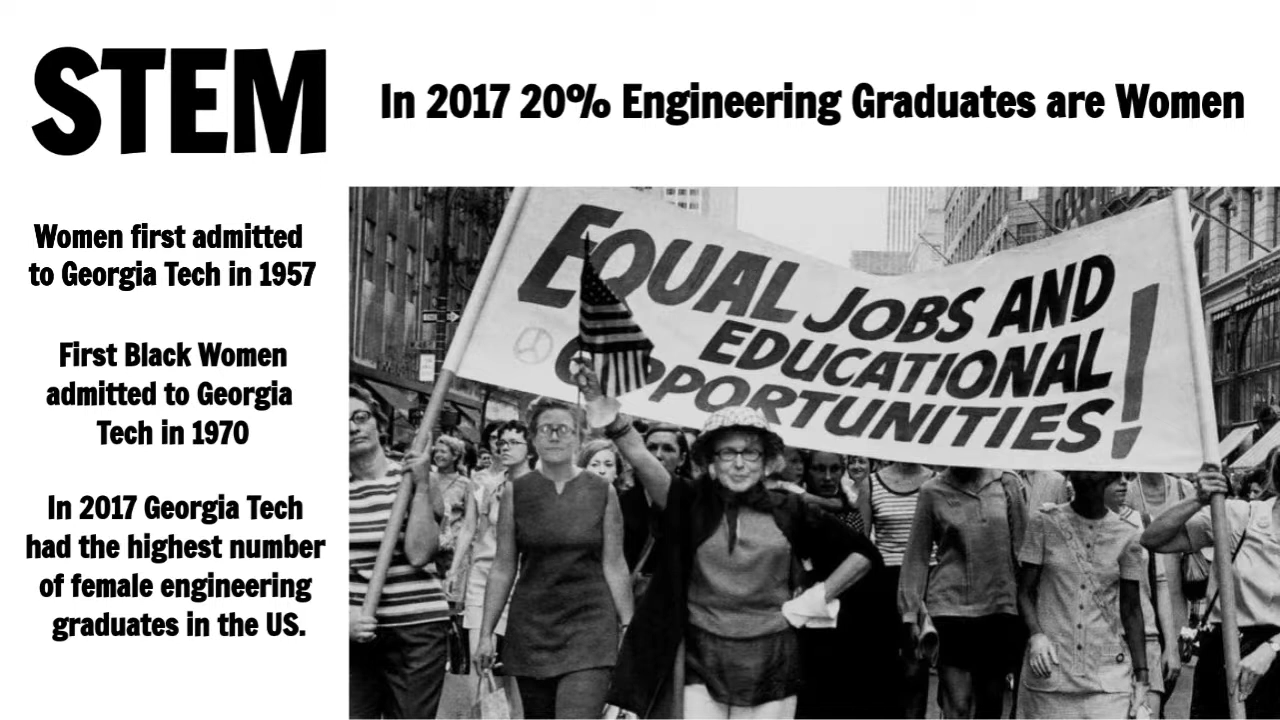 STEM
In 2017 20% Engineering Graduates are Women
Women first admitted
to Georgia Tech in 1957
First Black Women
admitted to Georgia
Tech in 1970
In 2017 Georgia Tech
had the highest number
of female engineering
graduates in the US.
EQUAL JOBS AND
EDUCATIONAL
OPPORTUNITIES!